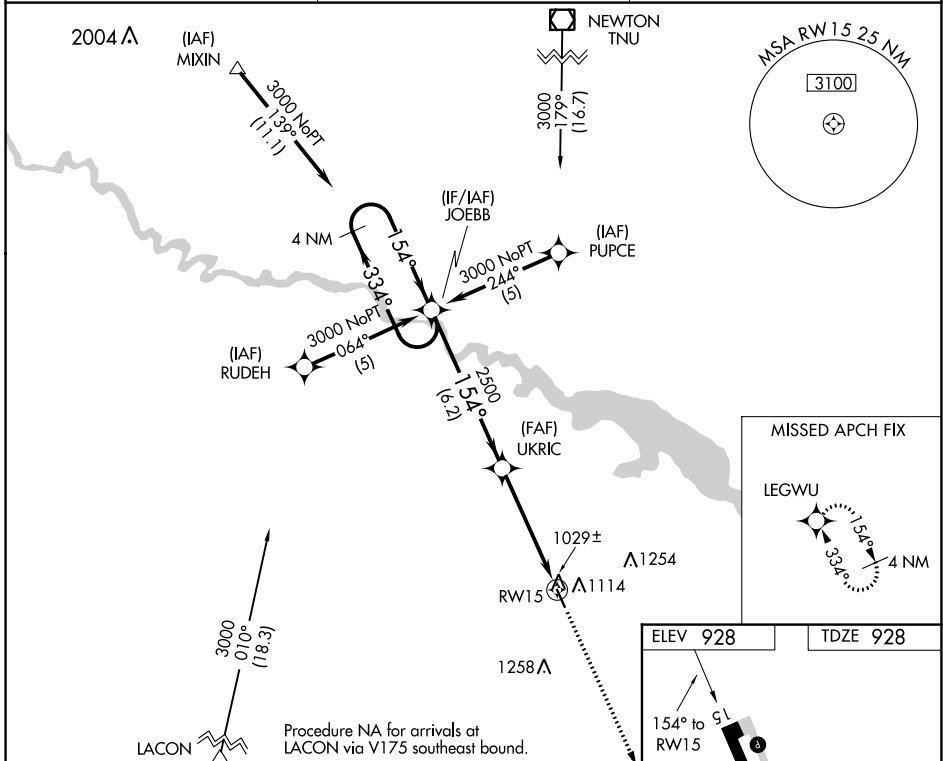 2004
(IAF)
MIXIN
3000 NoPT
139°
(11.1)
NEWTON
TNU
3000
179°
(16.7)
MSA RW15 25 NM
3100
(IF/IAF)
JOEBB
4 NM
154°
334°
(IAF)
PUPCE
3000 NoPT
244°
(5)
(IAF)
RUDEH
3000 NoPT
064°
(5)
2500
154°
(6.2)
(FAF)
UKRIC
MISSED APCH FIX
LEGWU
154°
334°
4 NM
1029±
1254
1114
RW15
1258
3000
010°
(18.3)
LACON
Procedure NA for arrivals at
LACON via V175 southeast bound.
ELEV 928
TDZE 928
154° to
RW15
15
P